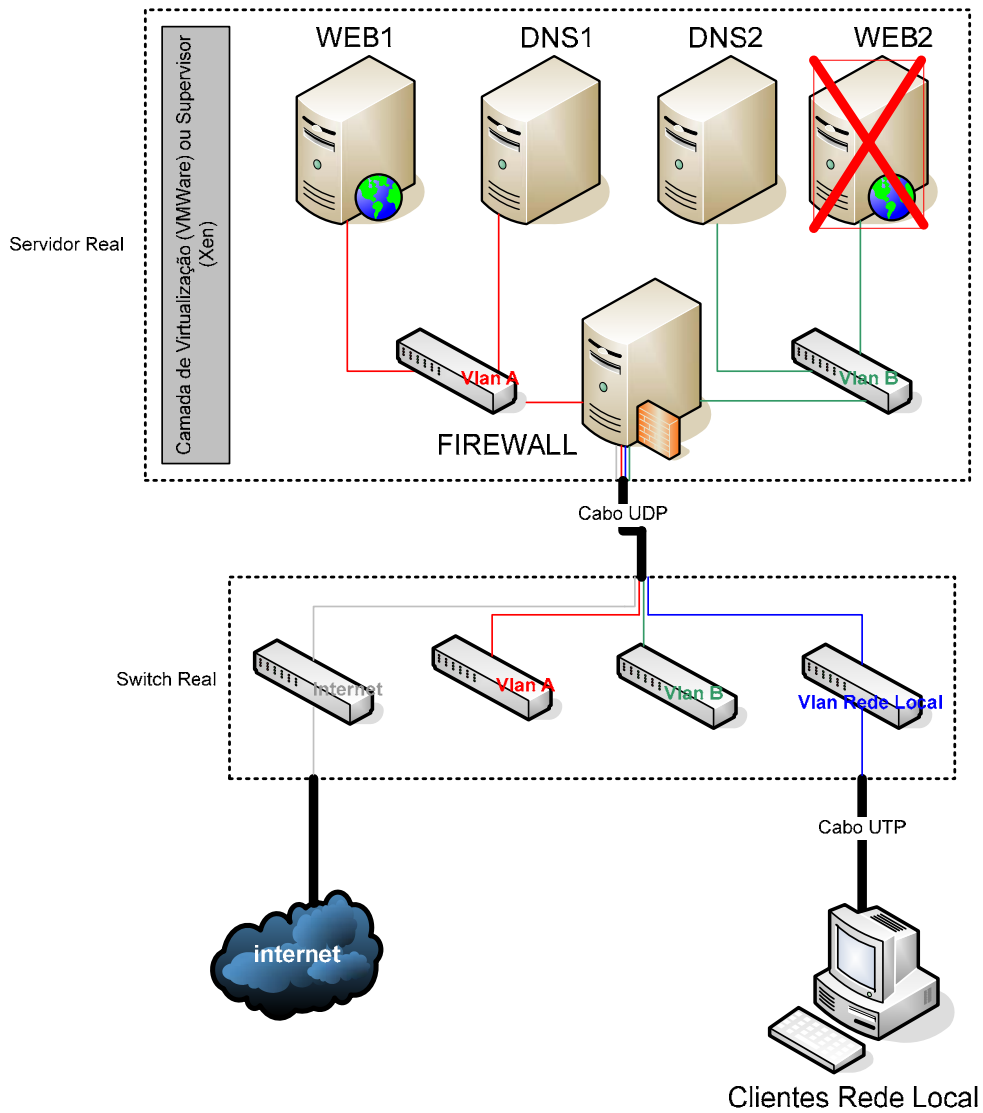 WEB1
DNS1
DNS2
WEB2
Camada de Virtualização (VMWare) ou Supervisor
(Xen)
Servidor Real
Vlan A
Vlan B
FIREWALL
Cabo UDP
Switch Real
internet
Vlan A
Vlan B
Vlan Rede Local
Cabo UTP
internet
Clientes Rede Local